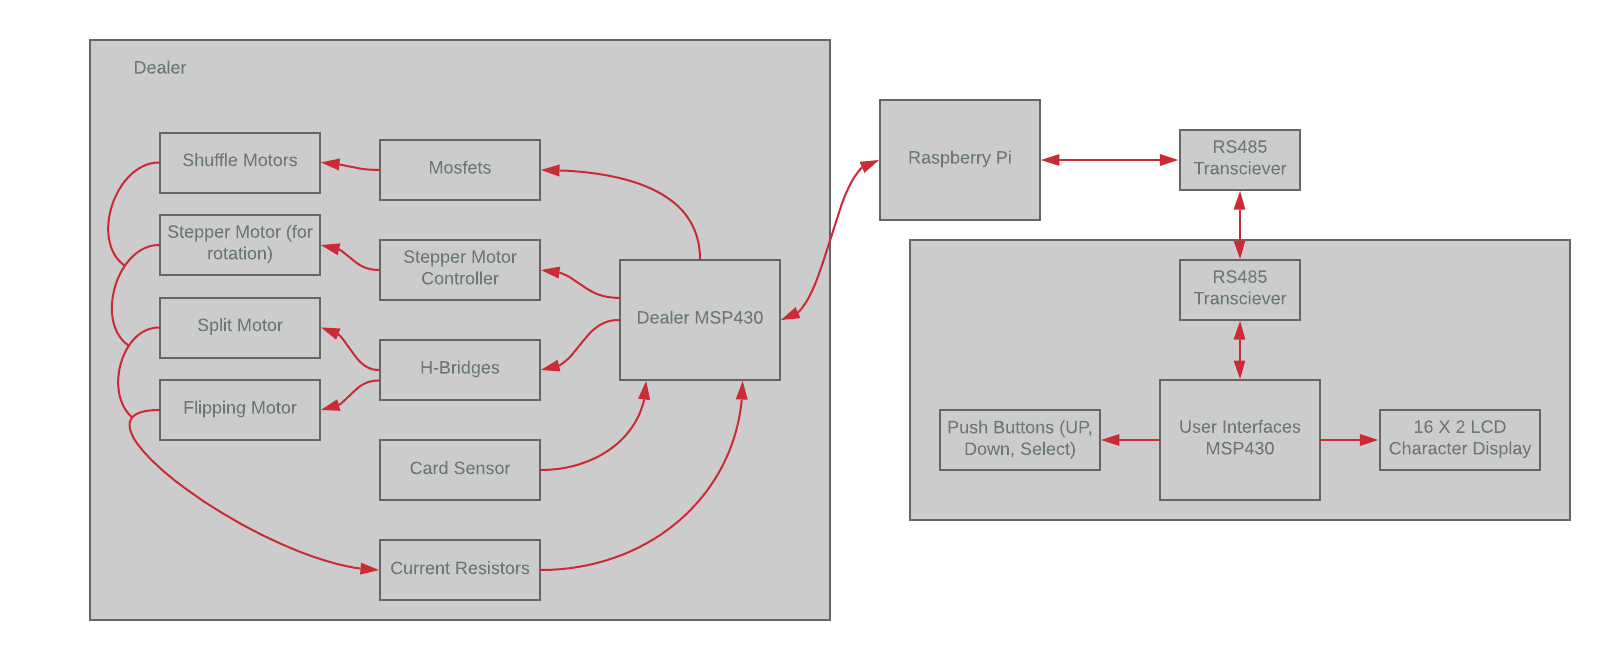 Dealer
Shuffle Motors
Mosfets
Stepper Motor (for
rotation)
Stepper Motor
Controller
Split Motor
H-Bridges
Flipping Motor
Card Sensor
Current Resistors
Dealer MSP430
Raspberry Pi
RS485
Transciever
RS485
Transciever
Push Buttons (UP,
Down, Select)
User Interfaces
MSP430
16 X 2 LCD
Character Display